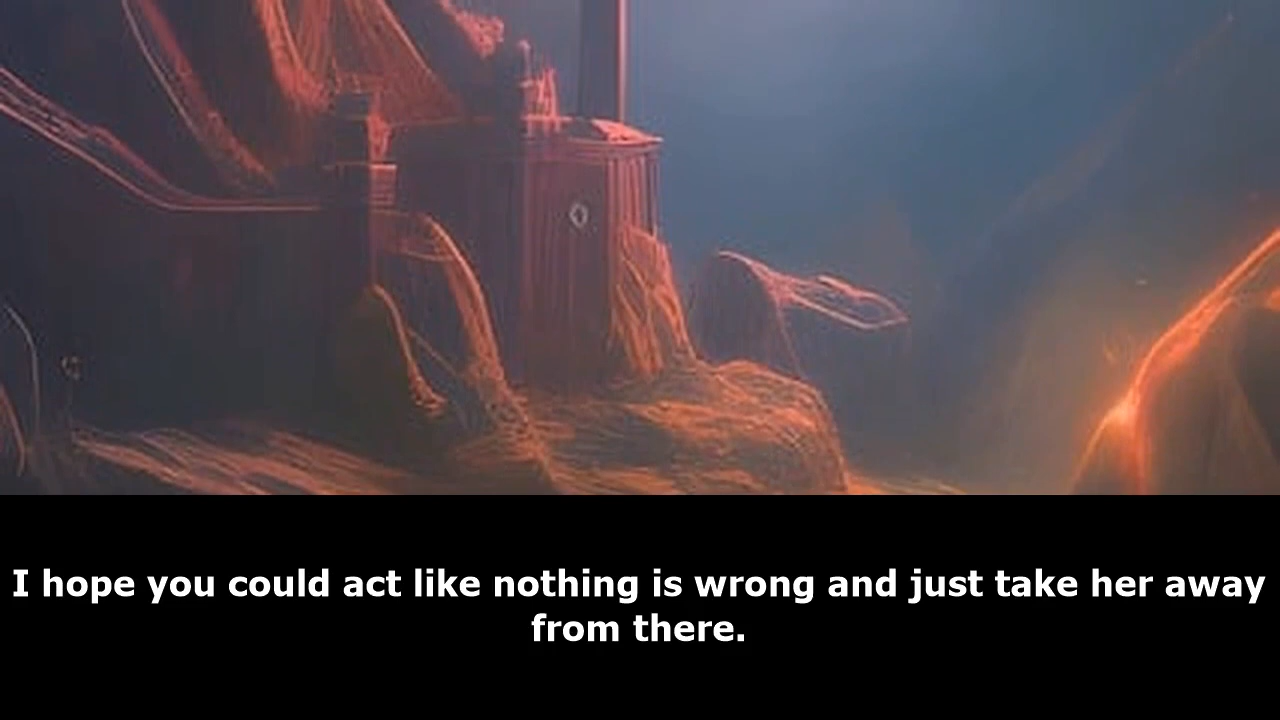 I hope you could act like nothing is wrong and just take her away
from there.